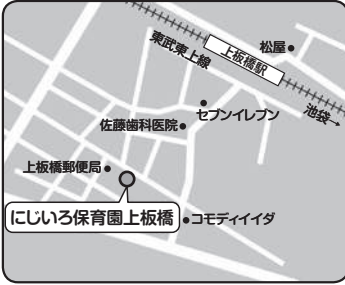 松屋
上板橋駅
東武東上線
池袋→
セブンイレブン
佐藤歯科医院
上板橋郵便局
にじいろ保育園上板橋
コモディイイダ